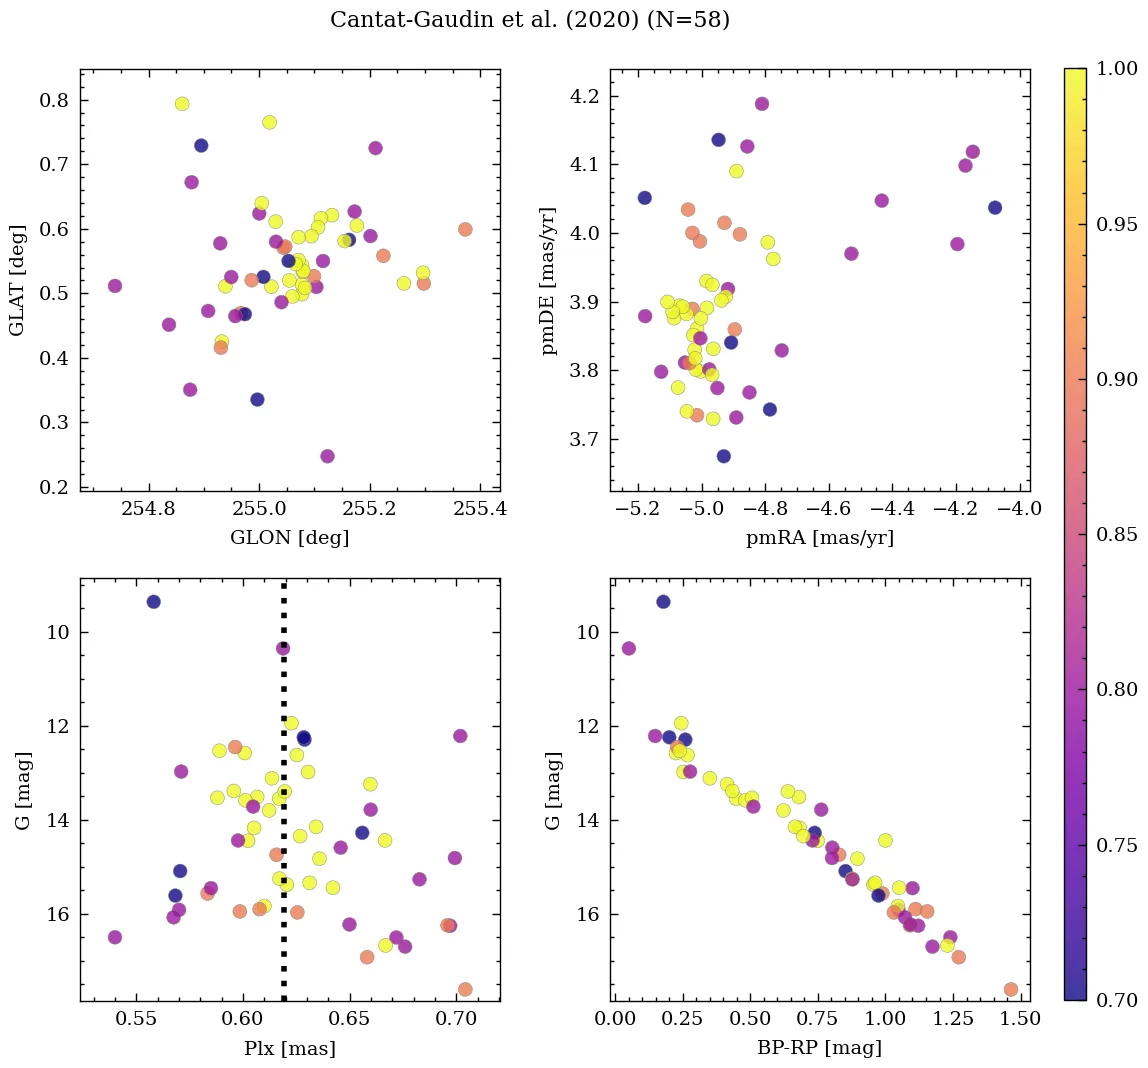 Cantat-Gaudin et al. (2020) (N=58)
0.8
0.7
0.6
0.5
0.4
0.3
0.2
GLAT [deg]
254.8 255.0 255.2 255.4
GLON [deg]
4.2
4.1
4.0
3.9
3.8
3.7
pmDE [mas/yr]
−5.2 −5.0 −4.8 −4.6 −4.4 −4.2 −4.0
pmRA [mas/yr]
10
12
14
16
G [mag]
0.55 0.60 0.65 0.70
Plx [mas]
10
12
14
16
G [mag]
0.00 0.25 0.50 0.75 1.00 1.25 1.50
BP-RP [mag]
1.00
0.95
0.90
0.85
0.80
0.75
0.70